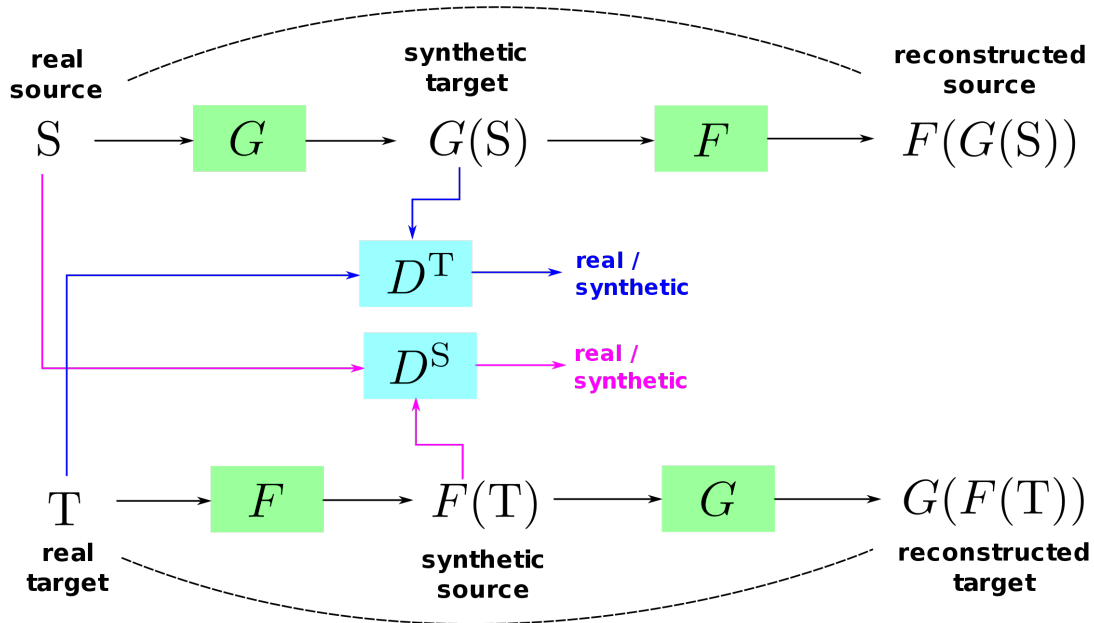 real
source
synthetic
target
reconstructed
source
S
G
G(S)
F
F(G(S))
D^T
real /
synthetic
D^S
real /
synthetic
T
F
F(T)
G
G(F(T))
real
target
synthetic
source
reconstructed
target